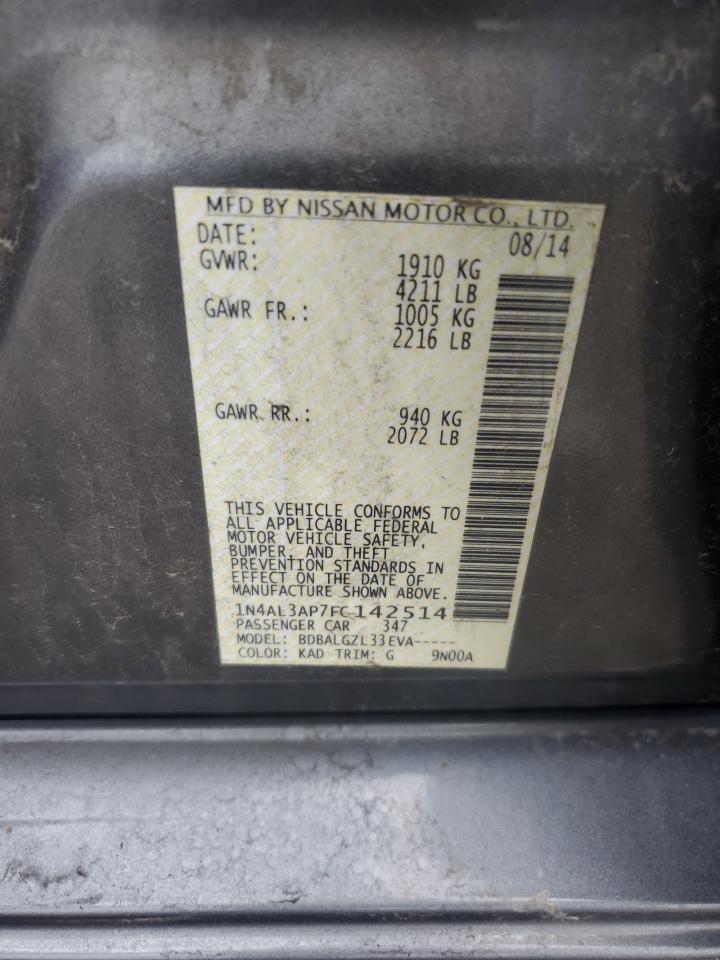 MFD BY NISSAN MOTOR CO., LTD.
DATE: 08/14
GVWR: 1910 KG
4211 LB
GAWR FR.: 1005 KG
2216 LB
GAWR RR.: 940 KG
2072 LB
THIS VEHICLE CONFORMS TO
ALL APPLICABLE FEDERAL
MOTOR VEHICLE SAFETY,
BUMPER, AND THEFT
PREVENTION STANDARDS IN
EFFECT ON THE DATE OF
MANUFACTURE SHOWN ABOVE.
1N4AL3AP7FC142514
PASSENGER CAR 347
MODEL: BDBALGZL33EVA-----
COLOR: KAD TRIM: G 9N00A